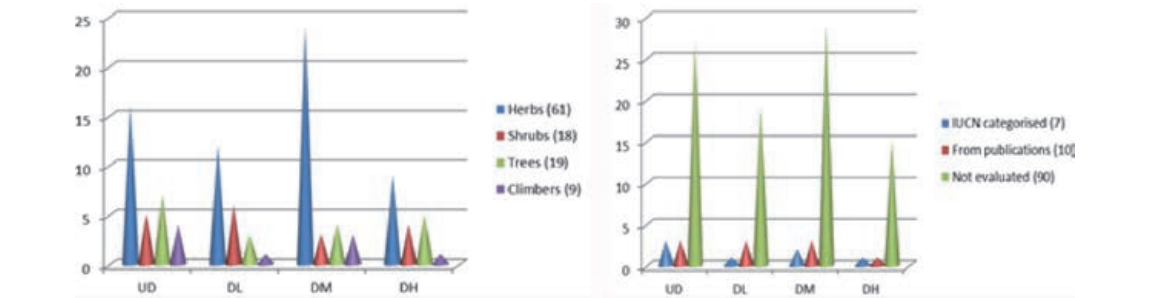 25
20
15
10
5
0
UD DL DM DH
Herbs (61)
Shrubs (18)
Trees (19)
Climbers (9)
30
25
20
15
10
5
0
UD DL DM DH
IUCN categorised (7)
From publications (10)
Not evaluated (90)